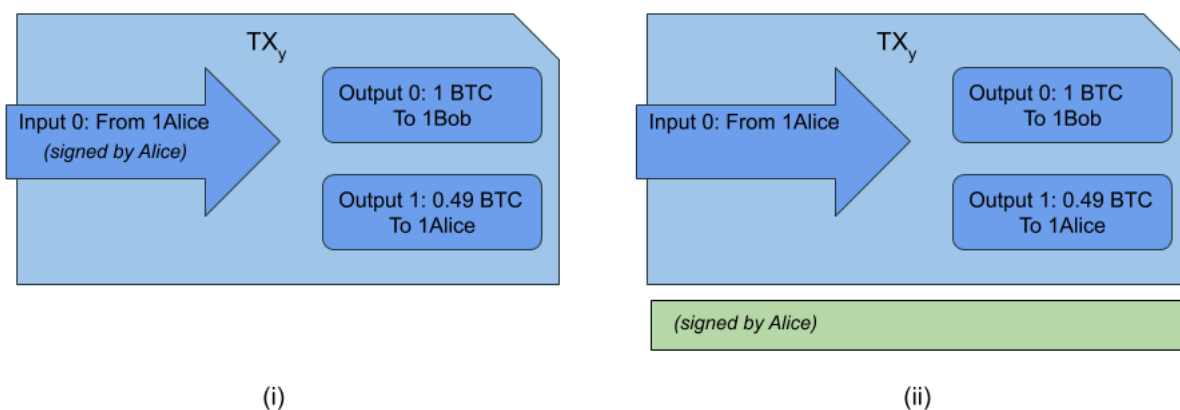 TXy
Input 0: From 1Alice
(signed by Alice)
Output 0: 1 BTC
To 1Bob
Output 1: 0.49 BTC
To 1Alice
(i)
TXy
Input 0: From 1Alice
Output 0: 1 BTC
To 1Bob
Output 1: 0.49 BTC
To 1Alice
(signed by Alice)
(ii)